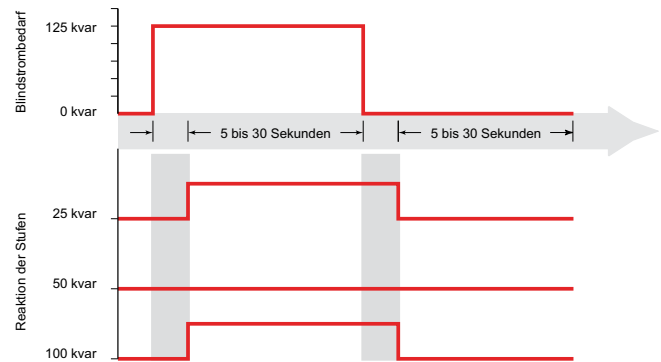 Blindstrombedarf
125 kvar
0 kvar
5 bis 30 Sekunden
5 bis 30 Sekunden
Reaktion der Stufen
25 kvar
50 kvar
100 kvar